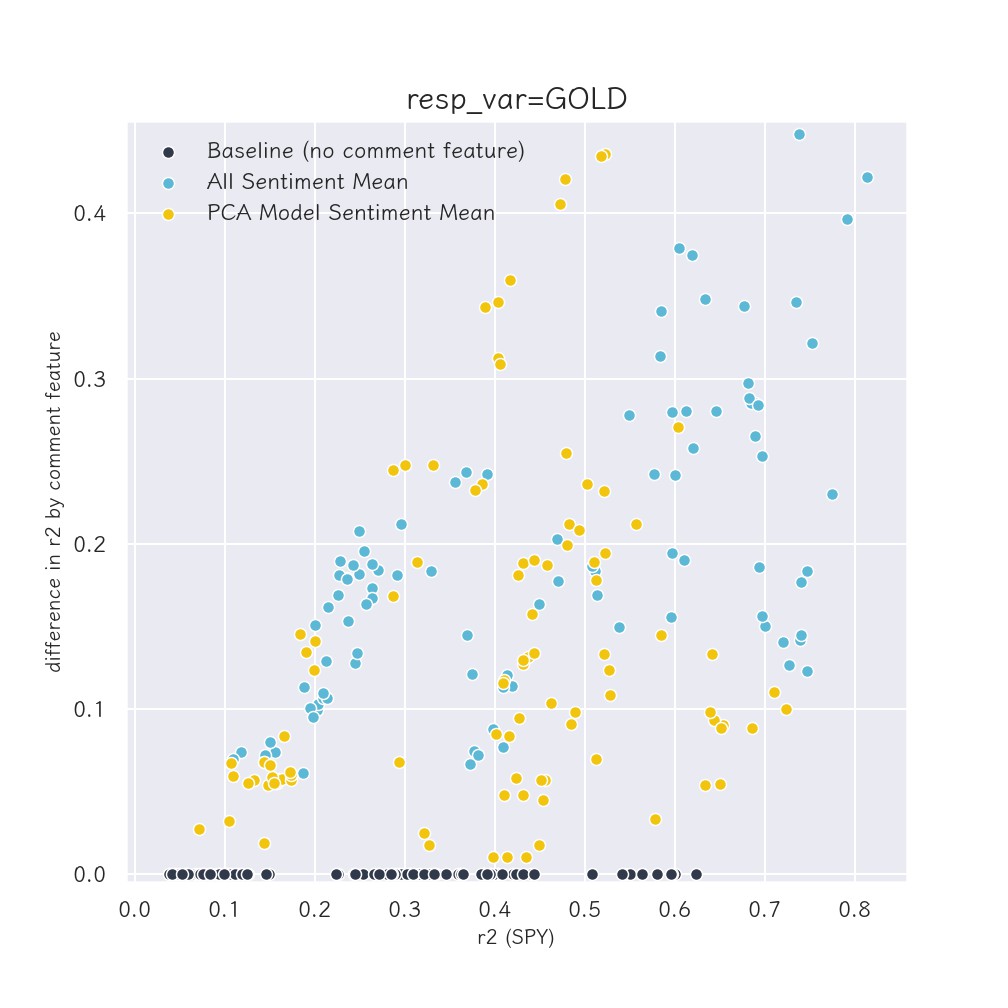 resp_var=GOLD
Baseline (no comment feature)
All Sentiment Mean
PCA Model Sentiment Mean
difference in r2 by comment feature
0.4
0.3
0.2
0.1
0.0
0.0 0.1 0.2 0.3 0.4 0.5 0.6 0.7 0.8
r2 (SPY)